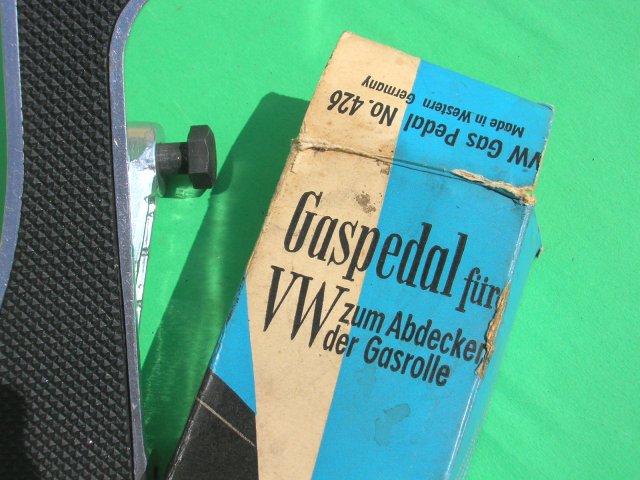 VW Gas Pedal No. 426
Made in Western Germany
Gaspedal für
VW zum Abdecken
der Gasrolle